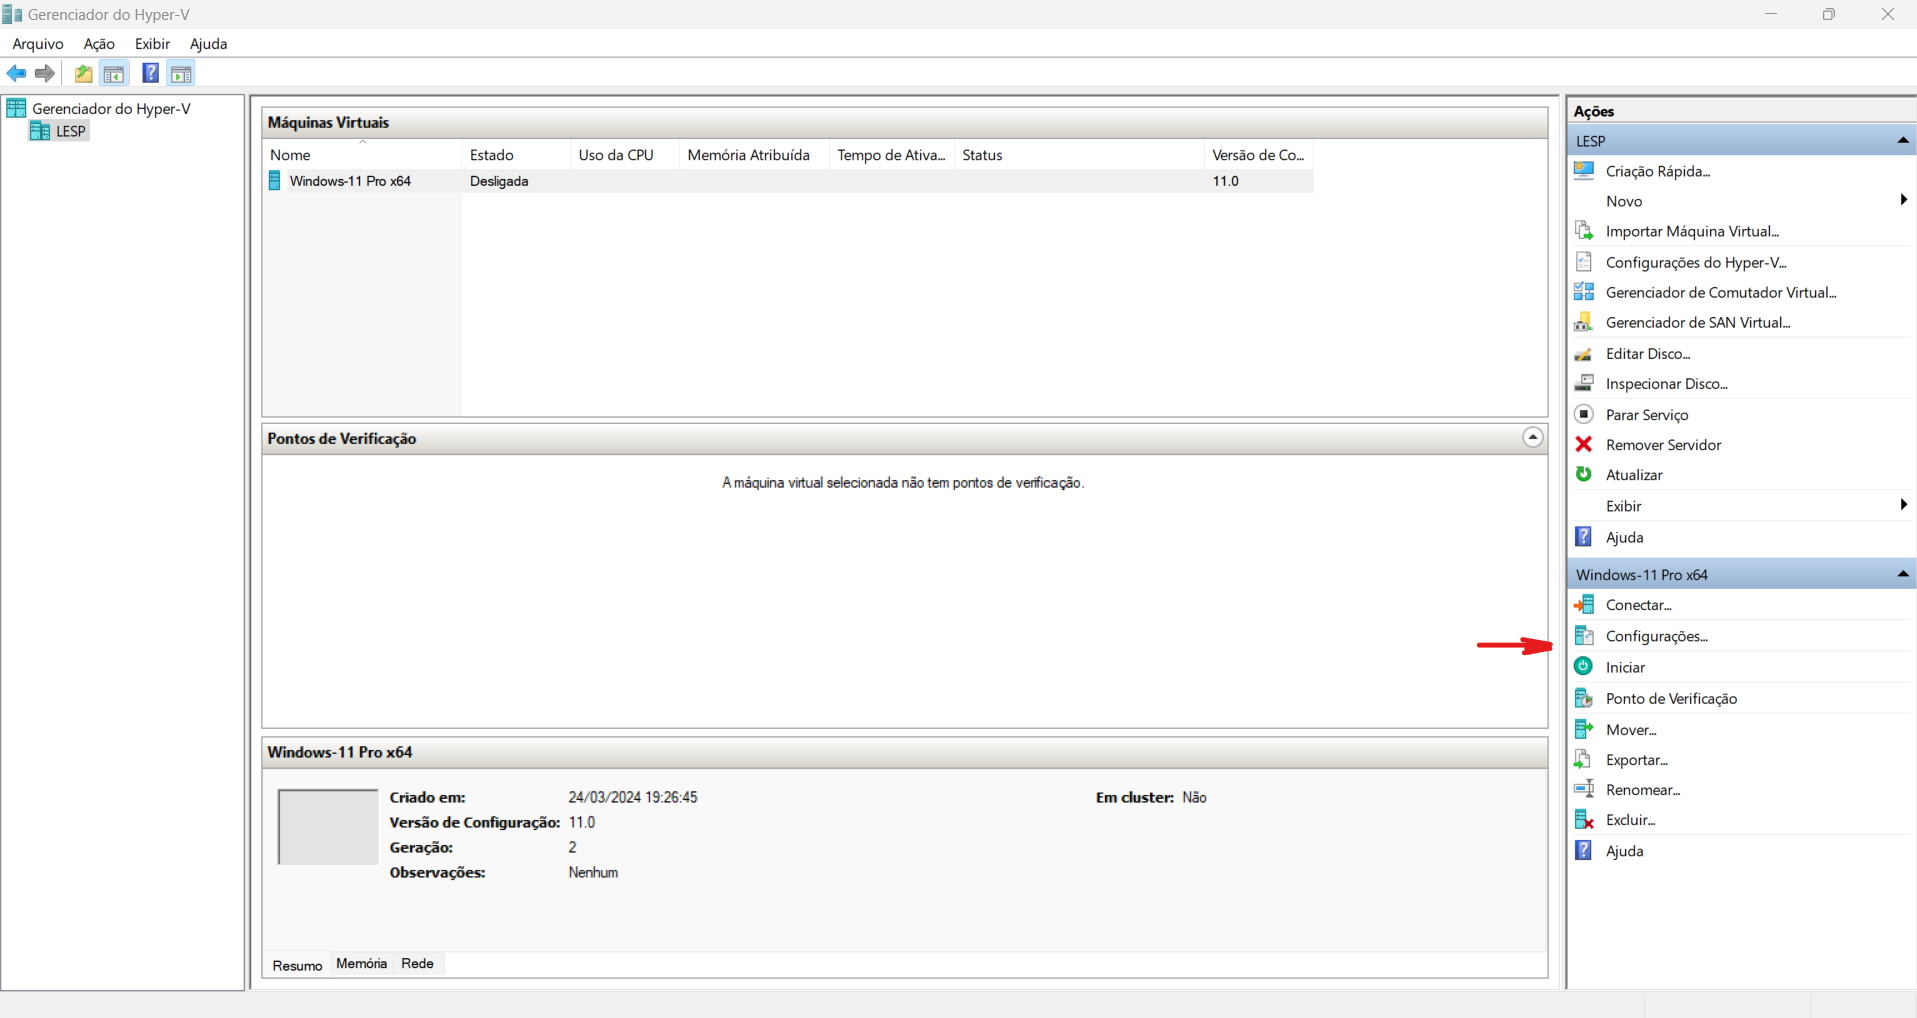 Gerenciador do Hyper-V
Arquivo Ação Exibir Ajuda
Gerenciador do Hyper-V
LESP
Máquinas Virtuais
Nome Estado Uso da CPU Memória Atribuída Tempo de Ativa... Status Versão de Co...
Windows-11 Pro x64 Desligada 11.0
Pontos de Verificação
A máquina virtual selecionada não tem pontos de verificação.
Windows-11 Pro x64
Criado em: 24/03/2024 19:26:45 Em cluster: Não
Versão de Configuração: 11.0
Geração: 2
Observações: Nenhum
Resumo Memória Rede
Ações
LESP
Criação Rápida...
Novo
Importar Máquina Virtual...
Configurações do Hyper-V...
Gerenciador de Comutador Virtual...
Gerenciador de SAN Virtual...
Editar Disco...
Inspecionar Disco...
Parar Serviço
Remover Servidor
Atualizar
Exibir
Ajuda
Windows-11 Pro x64
Conectar...
Configurações...
Iniciar
Ponto de Verificação
Mover...
Exportar...
Renomear...
Excluir...
Ajuda